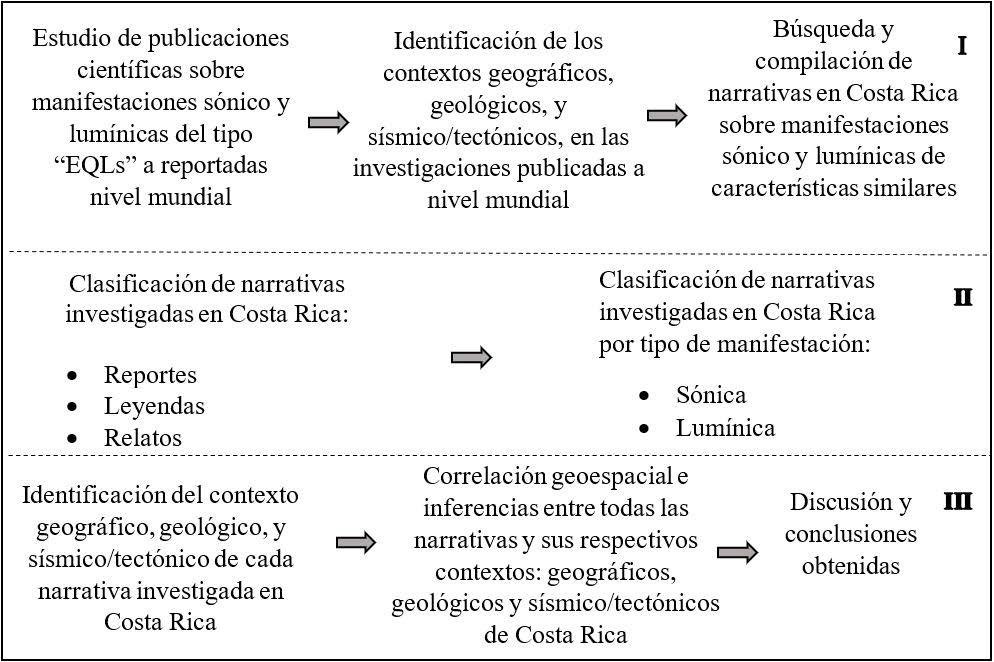 Estudio de publicaciones
científicas sobre
manifestaciones sónico y
lumínicas del tipo
“EQLs” a reportadas
nivel mundial
Identificación de los
contextos geográficos,
geológicos, y
sísmico/tectónicos, en las
investigaciones publicadas a
nivel mundial
Búsqueda y
compilación de
narrativas en Costa Rica
sobre manifestaciones
sónico y lumínicas de
características similares
I
Clasificación de narrativas
investigadas en Costa Rica:
• Reportes
• Leyendas
• Relatos
Clasificación de narrativas
investigadas en Costa Rica
por tipo de manifestación:
• Sónica
• Lumínica
II
Identificación del contexto
geográfico, geológico, y
sísmico/tectónico de cada
narrativa investigada en
Costa Rica
Correlación geoespacial e
inferencias entre todas las
narrativas y sus respectivos
contextos: geográficos,
geológicos y sísmico/tectónicos
de Costa Rica
Discusión y
conclusiones
obtenidas
III